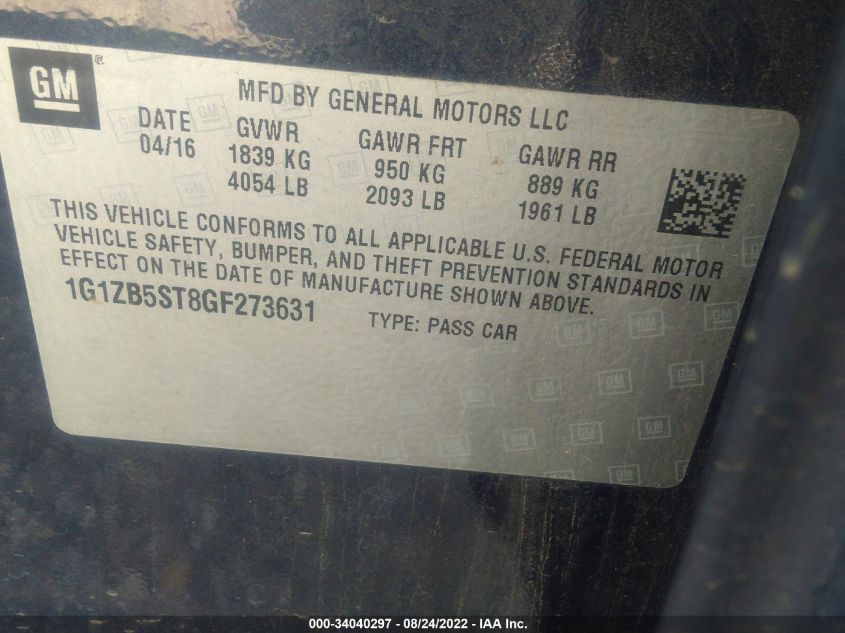 GM®
MFD BY GENERAL MOTORS LLC
DATE GVWR GAWR FRT GAWR RR
04/16 1839 KG 950 KG 889 KG
4054 LB 2093 LB 1961 LB
THIS VEHICLE CONFORMS TO ALL APPLICABLE U.S. FEDERAL MOTOR
VEHICLE SAFETY, BUMPER, AND THEFT PREVENTION STANDARDS IN
EFFECT ON THE DATE OF MANUFACTURE SHOWN ABOVE.
1G1ZB5ST8GF273631 TYPE: PASS CAR
000-34040297 - 08/24/2022 - IAA Inc.